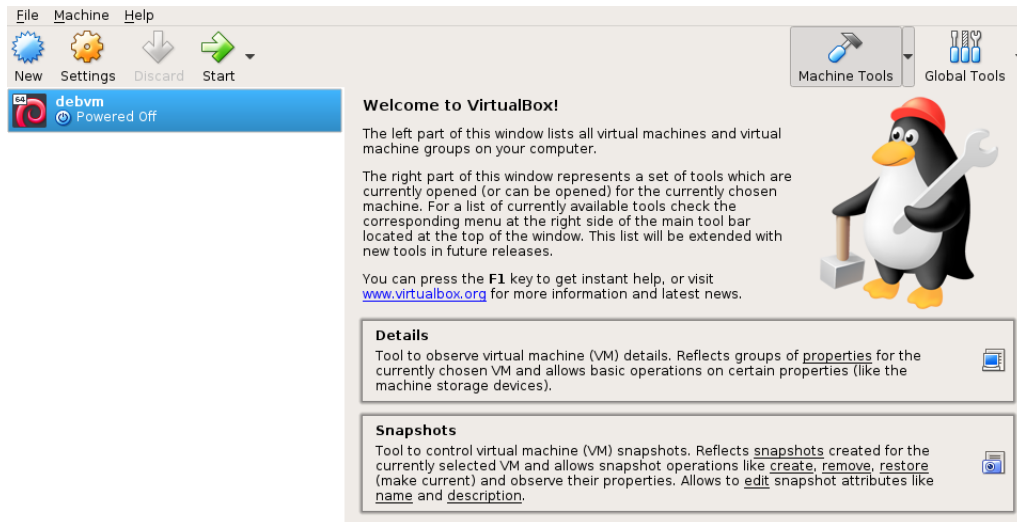 File Machine Help
New Settings Discard Start
Machine Tools Global Tools
64
debvm
Powered Off
Welcome to VirtualBox!
The left part of this window lists all virtual machines and virtual
machine groups on your computer.
The right part of this window represents a set of tools which are
currently opened (or can be opened) for the currently chosen
machine. For a list of currently available tools check the
corresponding menu at the right side of the main tool bar
located at the top of the window. This list will be extended with
new tools in future releases.
You can press the F1 key to get instant help, or visit
www.virtualbox.org for more information and latest news.
Details
Tool to observe virtual machine (VM) details. Reflects groups of properties for the
currently chosen VM and allows basic operations on certain properties (like the
machine storage devices).
Snapshots
Tool to control virtual machine (VM) snapshots. Reflects snapshots created for the
currently selected VM and allows snapshot operations like create, remove, restore
(make current) and observe their properties. Allows to edit snapshot attributes like
name and description.